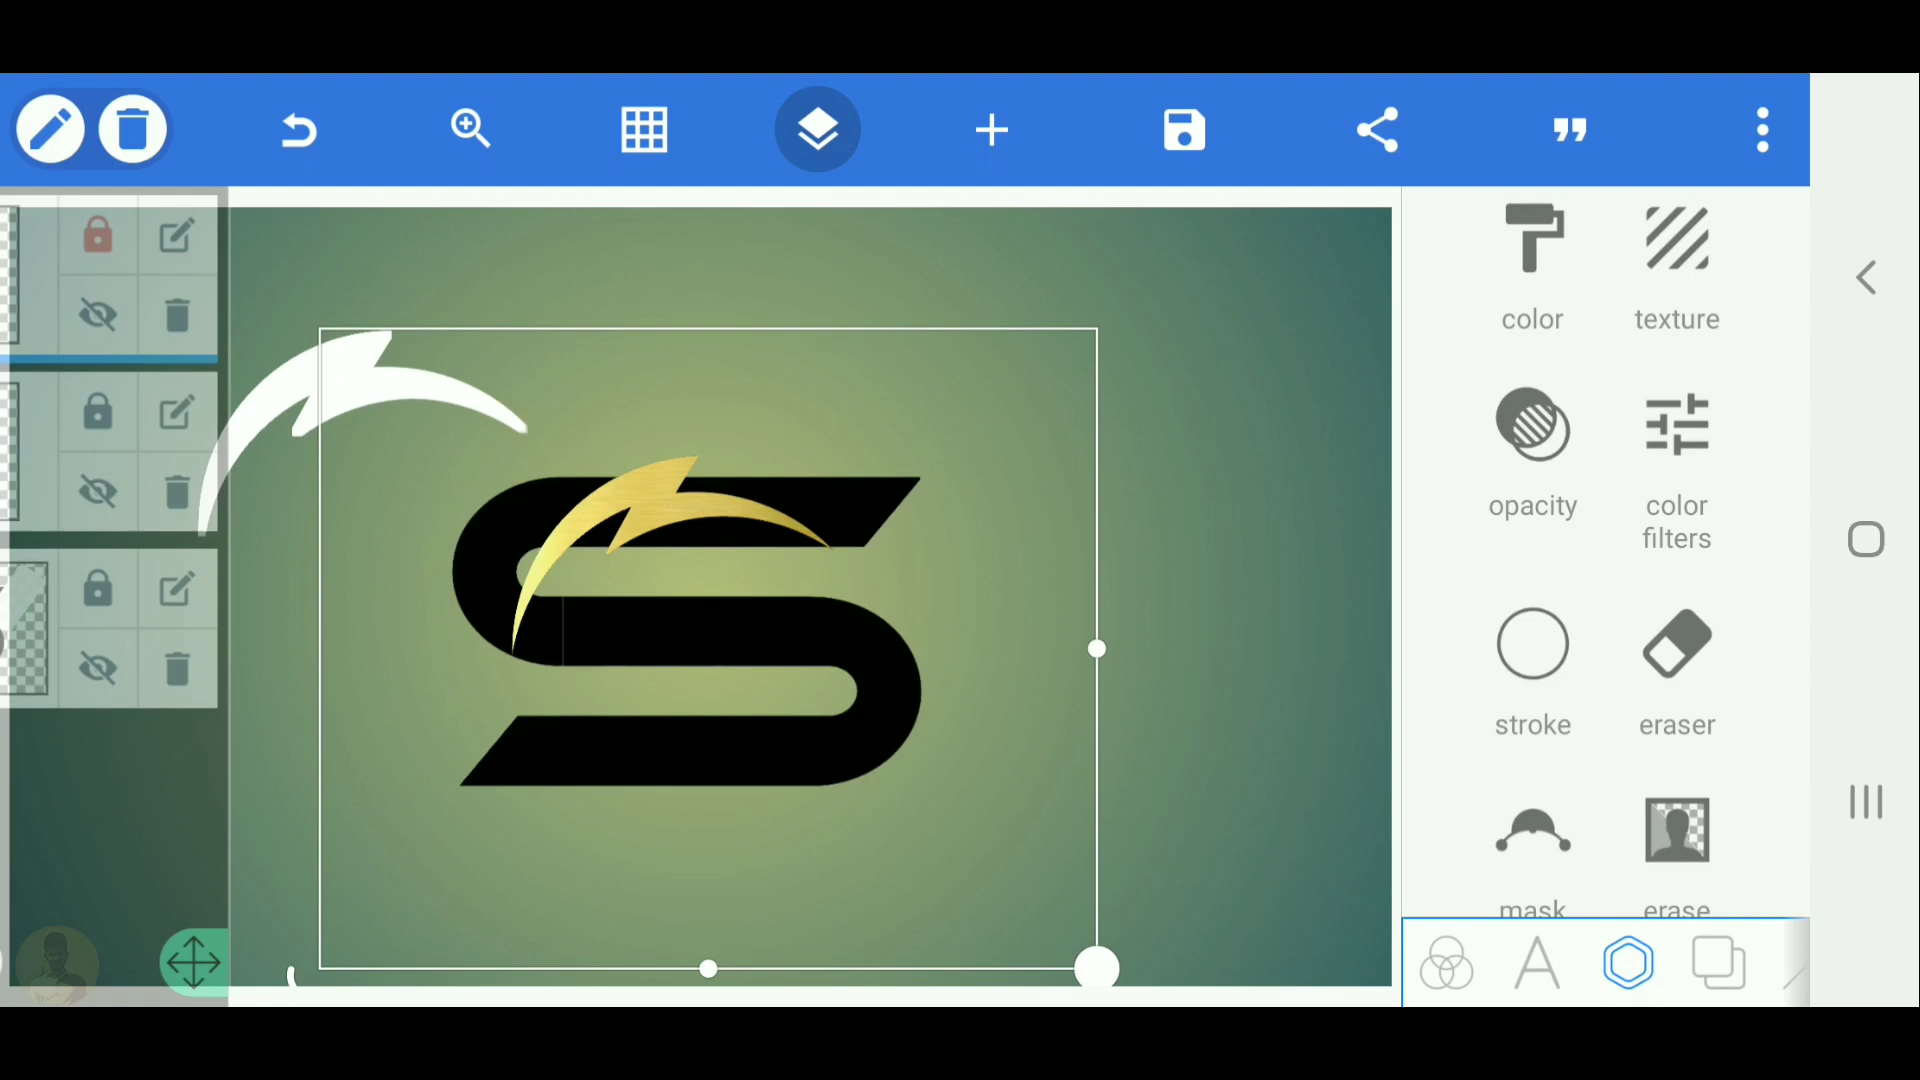 S
color texture
opacity color
filters
stroke eraser
mask erase